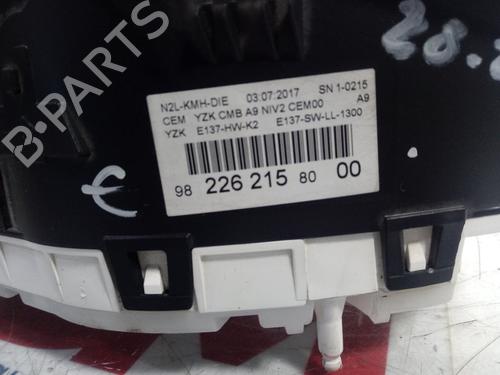 N2L-KMH-DIE 03.07.2017 SN 1-0215
CEM YZK CMB A9 NIV2 CEM00 A9
YZK E137-HW-K2 E137-SW-LL-1300
98 226 215 80 00
€
B-PARTS